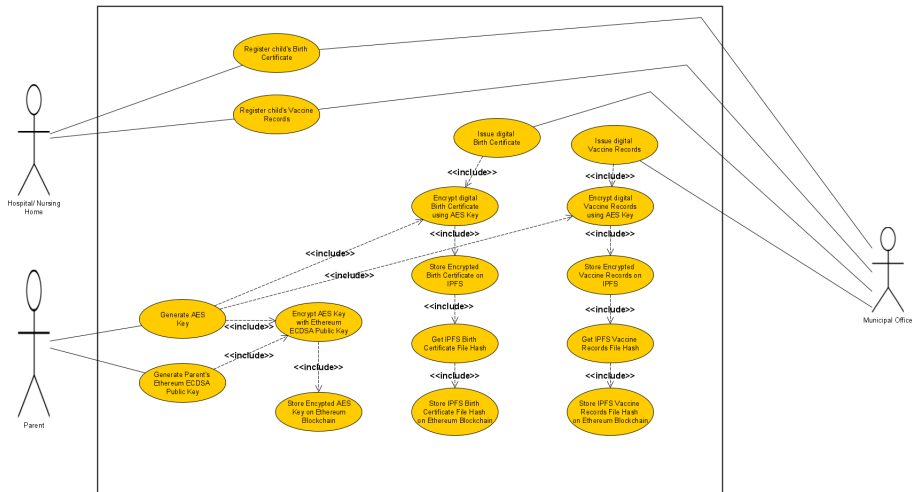 Register child's Birth
Certificate
Register child's Vaccine
Records
Issue digital
Birth Certificate
Issue digital
Vaccine Records
<<include>>
<<include>>
Hospital/ Nursing
Home
Encrypt digital
Birth Certificate
using AES Key
Encrypt digital
Vaccine Records
using AES Key
<<include>>
<<include>>
<<include>>
<<include>>
Store Encrypted
Birth Certificate on
IPFS
Store Encrypted
Vaccine Records on
IPFS
Municipal Office
Generate AES
Key
<<include>>
Encrypt AES Key
with Ethereum
ECDSA Public Key
<<include>>
<<include>>
Get IPFS Birth
Certificate File Hash
Get IPFS Vaccine
Records File Hash
<<include>>
Generate Parent's
Ethereum ECDSA
Public Key
<<include>>
<<include>>
<<include>>
Store Encrypted AES
Key on Ethereum
Blockchain
Store IPFS Birth
Certificate File Hash
on Ethereum Blockchain
Store IPFS Vaccine
Records File Hash
on Ethereum Blockchain
Parent